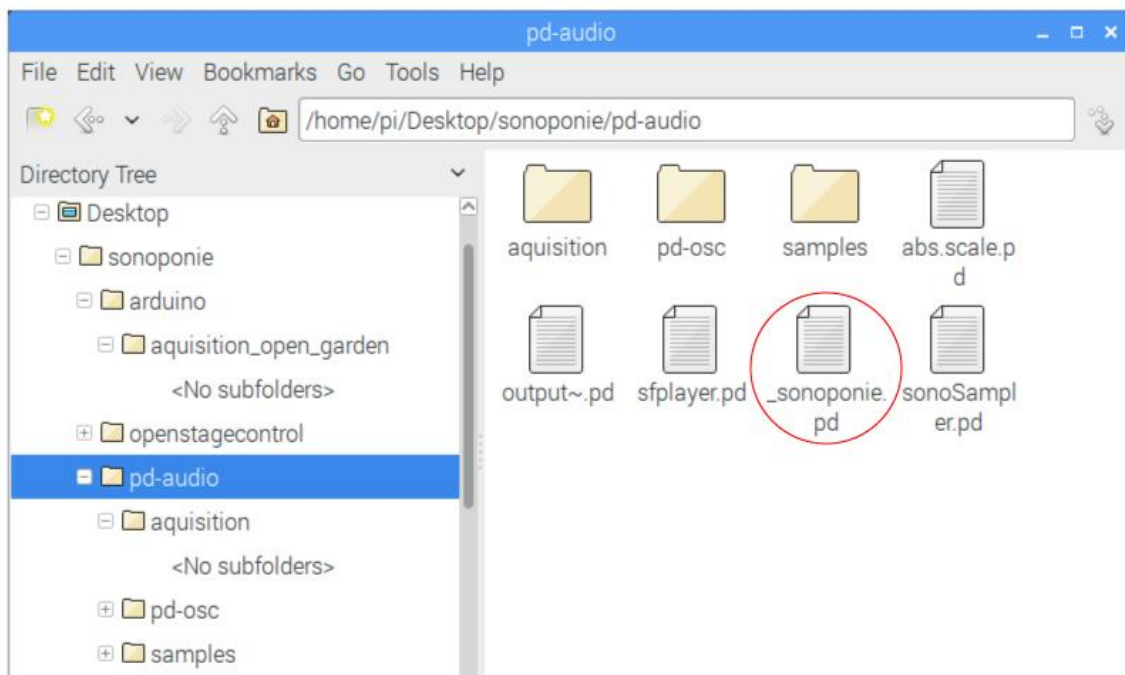 pd-audio
File Edit View Bookmarks Go Tools Help
/home/pi/Desktop/sonoponie/pd-audio
Directory Tree
Desktop
sonoponie
arduino
aquisition_open_garden
<No subfolders>
openstagecontrol
pd-audio
aquisition
<No subfolders>
pd-osc
samples
aquisition
pd-osc
samples
abs.scale.p
d
output~.pd
sfplayer.pd
_sonoponie.
pd
sonoSampl
er.pd